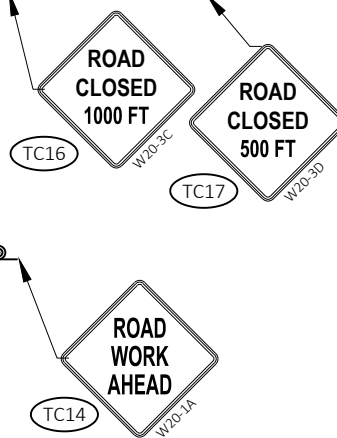 ROAD
CLOSED
1000 FT
TC16
W20-3C
ROAD
CLOSED
500 FT
TC17
W20-3D
ROAD
WORK
AHEAD
TC14
W20-1A